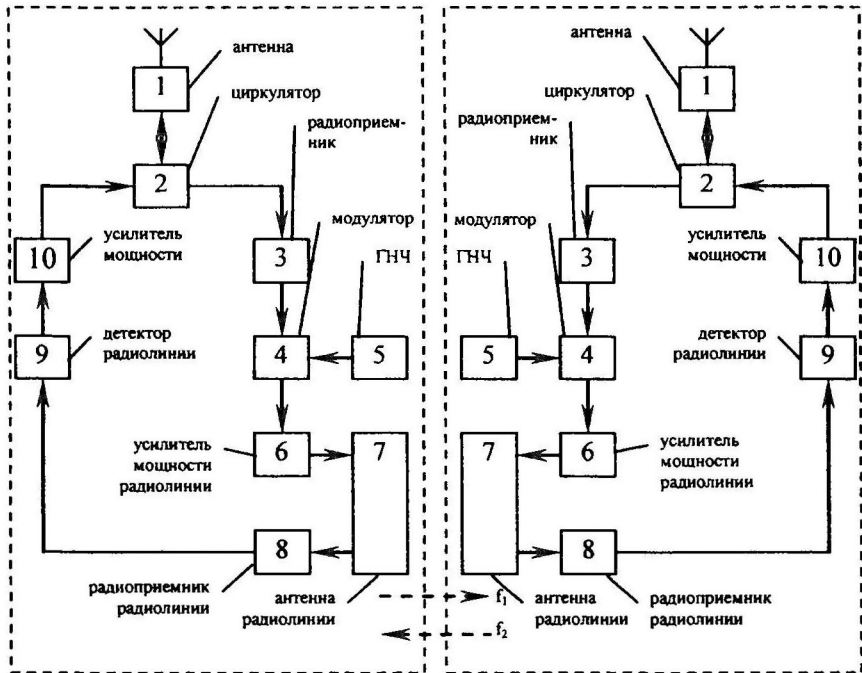 антенна
1
циркулятор
радиоприем-
ник
2
модулятор
усилитель
мощности
10
3
ГНЧ
детектор
радиолинии
9
4
5
усилитель
мощности
радиолинии
6
7
8
радиоприемник
радиолинии
антенна
радиолинии
f₁
f₂
антенна
1
циркулятор
радиоприем-
ник
2
модулятор
усилитель
мощности
ГНЧ
3
10
детектор
радиолинии
5
4
9
7
6
усилитель
мощности
радиолинии
8
антенна
радиолинии
радиоприемник
радиолинии